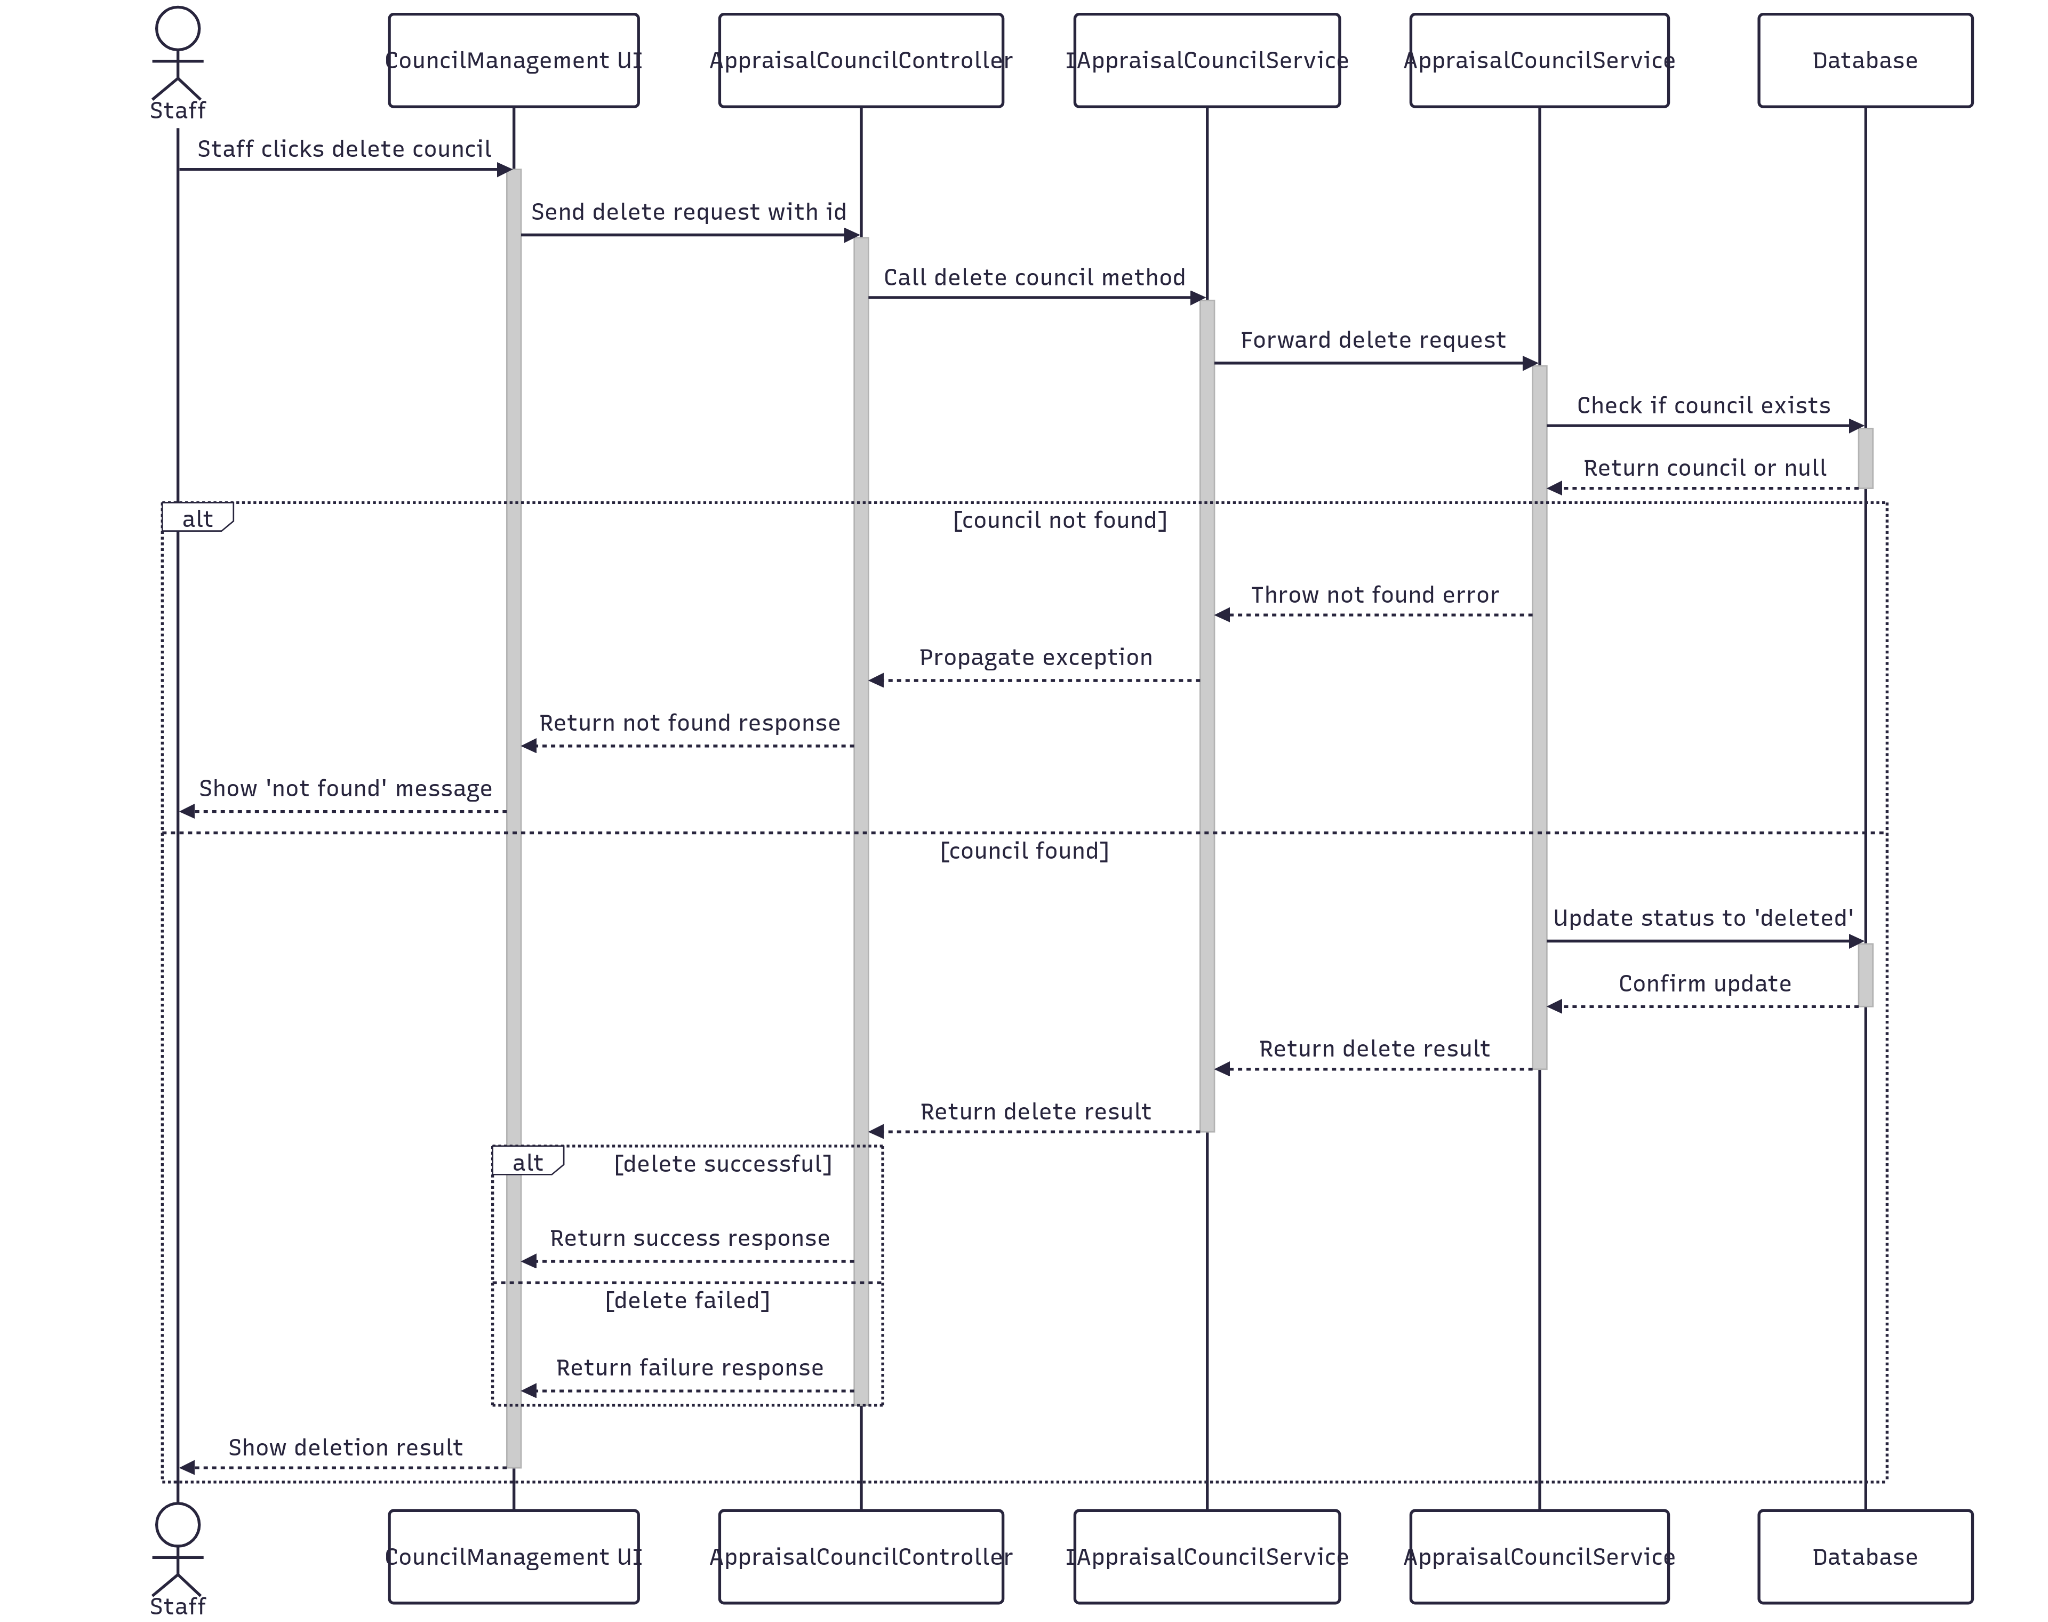 Staff
CouncilManagement UI
AppraisalCouncilController
IAppraisalCouncilService
AppraisalCouncilService
Database
Staff clicks delete council
Send delete request with id
Call delete council method
Forward delete request
Check if council exists
Return council or null
alt
[council not found]
Throw not found error
Propagate exception
Return not found response
Show 'not found' message
[council found]
Update status to 'deleted'
Confirm update
Return delete result
Return delete result
alt
[delete successful]
Return success response
[delete failed]
Return failure response
Show deletion result
Staff
CouncilManagement UI
AppraisalCouncilController
IAppraisalCouncilService
AppraisalCouncilService
Database